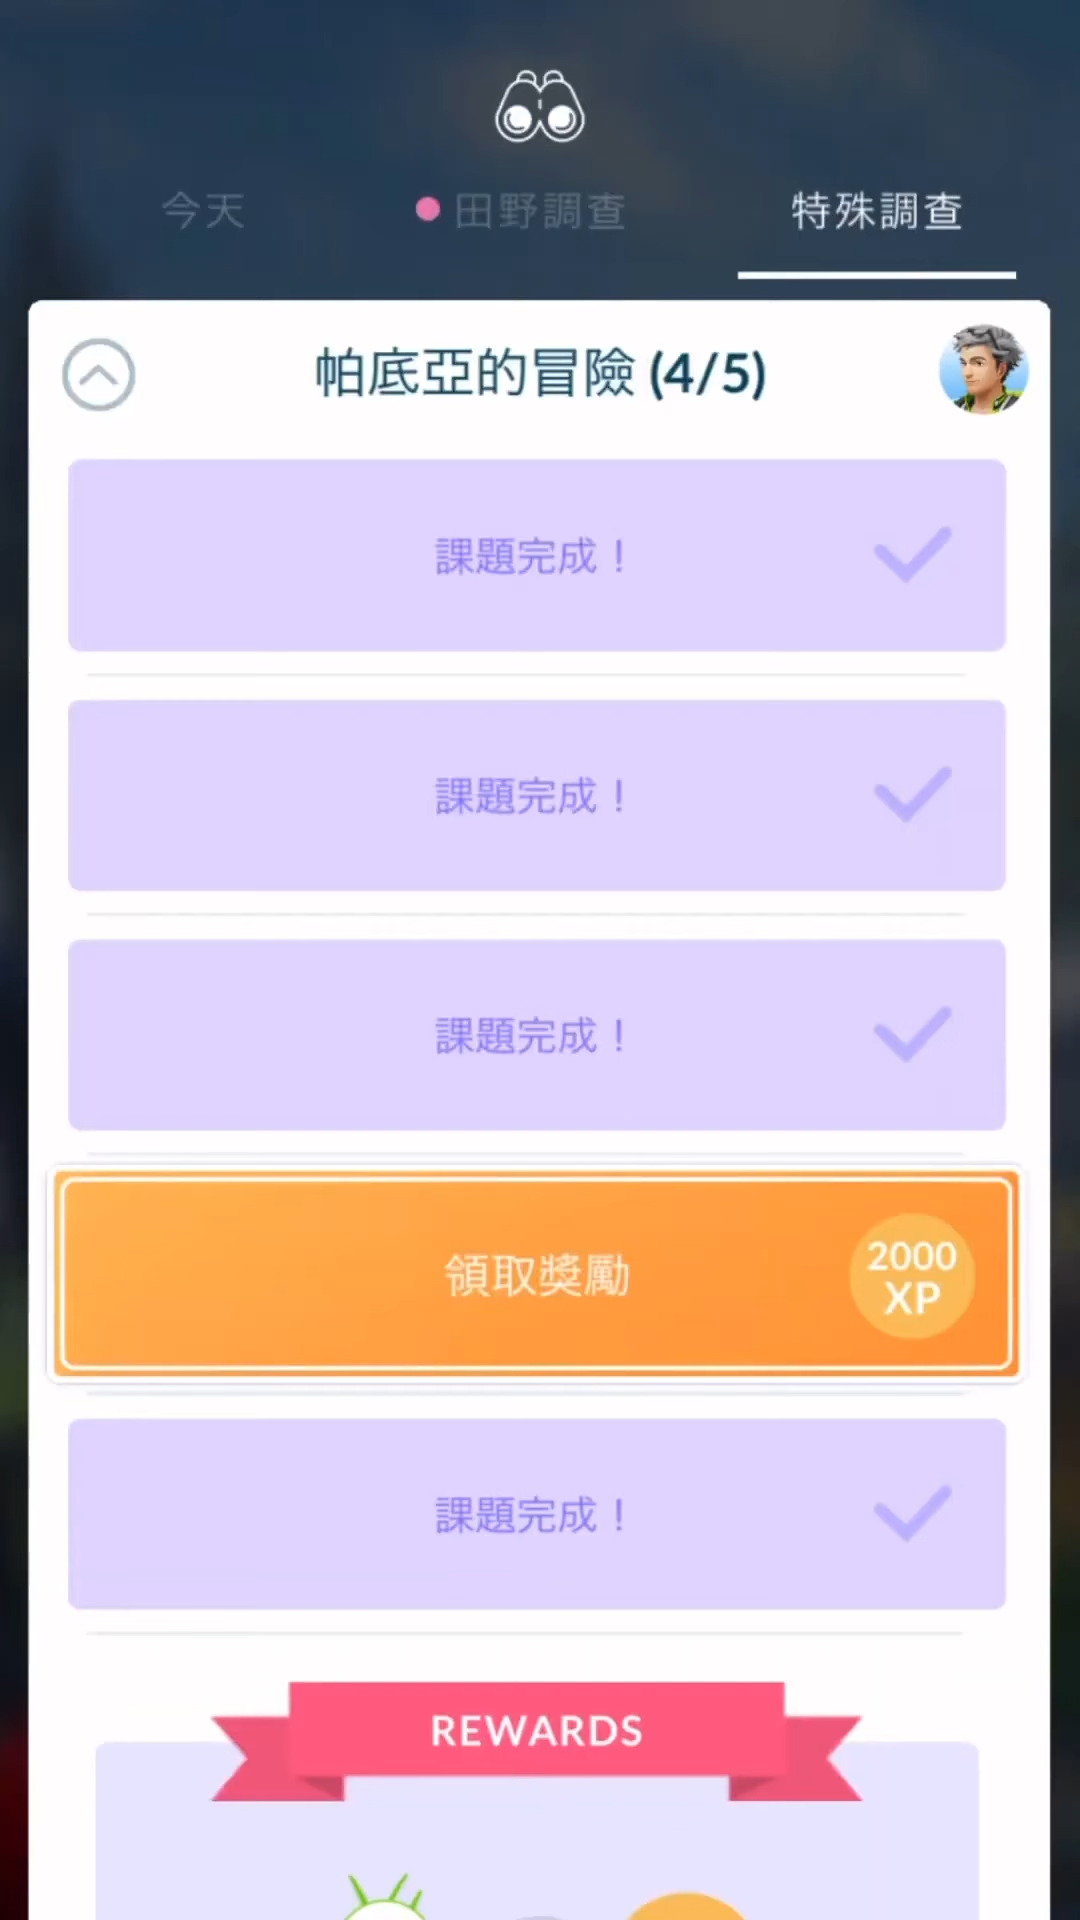 今天
田野調查
特殊調查
帕底亞的冒險 (4/5)
課題完成！
課題完成！
課題完成！
領取獎勵
2000
XP
課題完成！
REWARDS